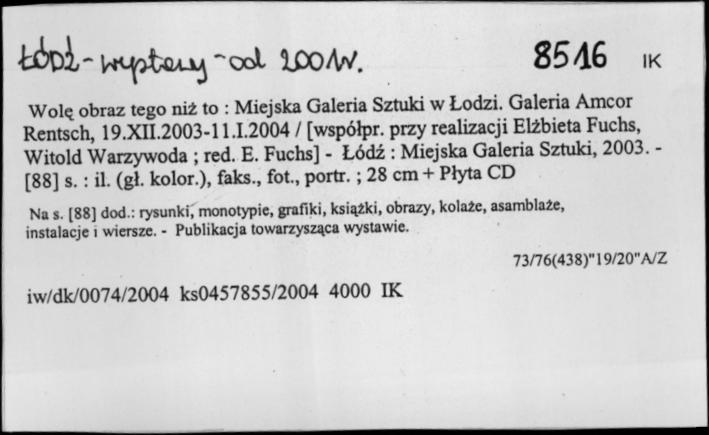 ŁÓDŹ - wystawy - od 2001r.
8516 IK
Wolę obraz tego niż to : Miejska Galeria Sztuki w Łodzi. Galeria Amcor
Rentsch, 19.XII.2003-11.I.2004 / [współpr. przy realizacji Elżbieta Fuchs,
Witold Warzywoda ; red. E. Fuchs] - Łódź : Miejska Galeria Sztuki, 2003. -
[88] s. : il. (gł. kolor.), faks., fot., portr. ; 28 cm + Płyta CD
Na s. [88] dod.: rysunki, monotypie, grafiki, książki, obrazy, kolaże, asamblaże,
instalacje i wiersze. - Publikacja towarzysząca wystawie.
73/76(438)"19/20"A/Z
iw/dk/0074/2004 ks0457855/2004 4000 IK